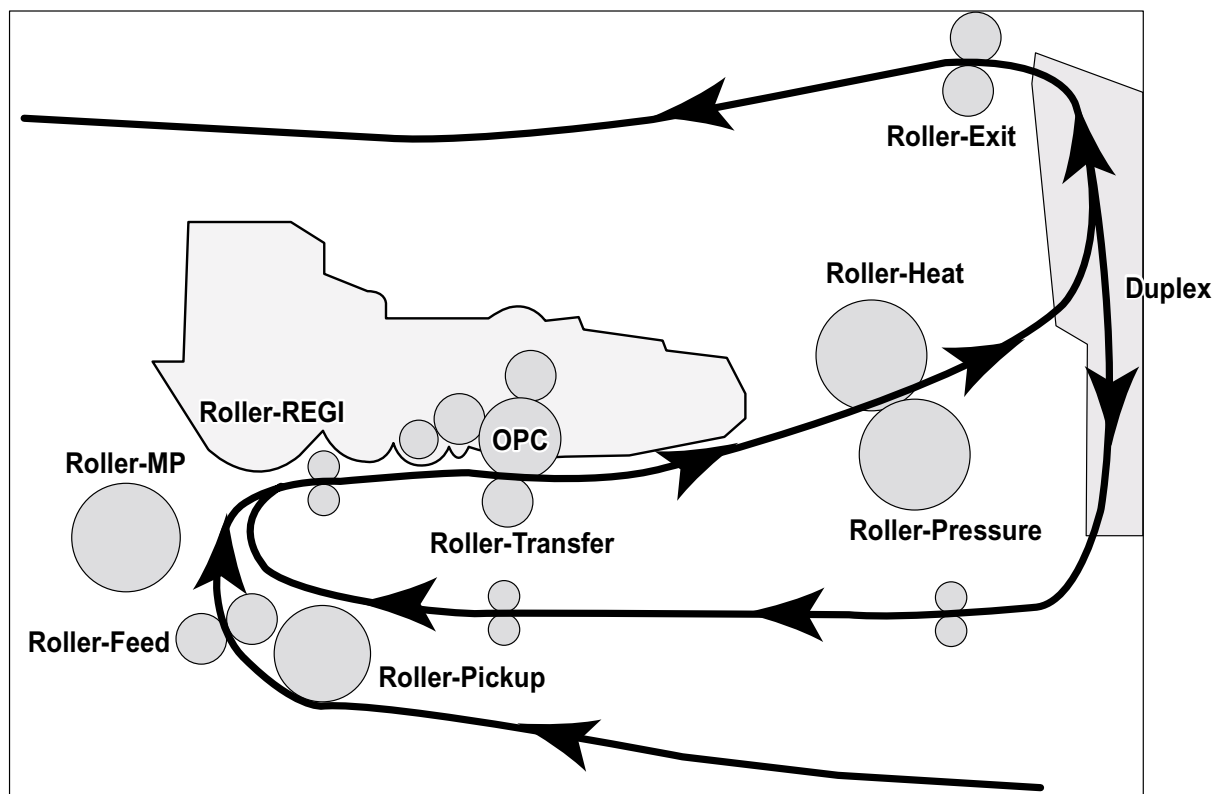 Roller-Exit
Roller-Heat
Duplex
Roller-REGI
OPC
Roller-MP
Roller-Transfer
Roller-Pressure
Roller-Feed
Roller-Pickup